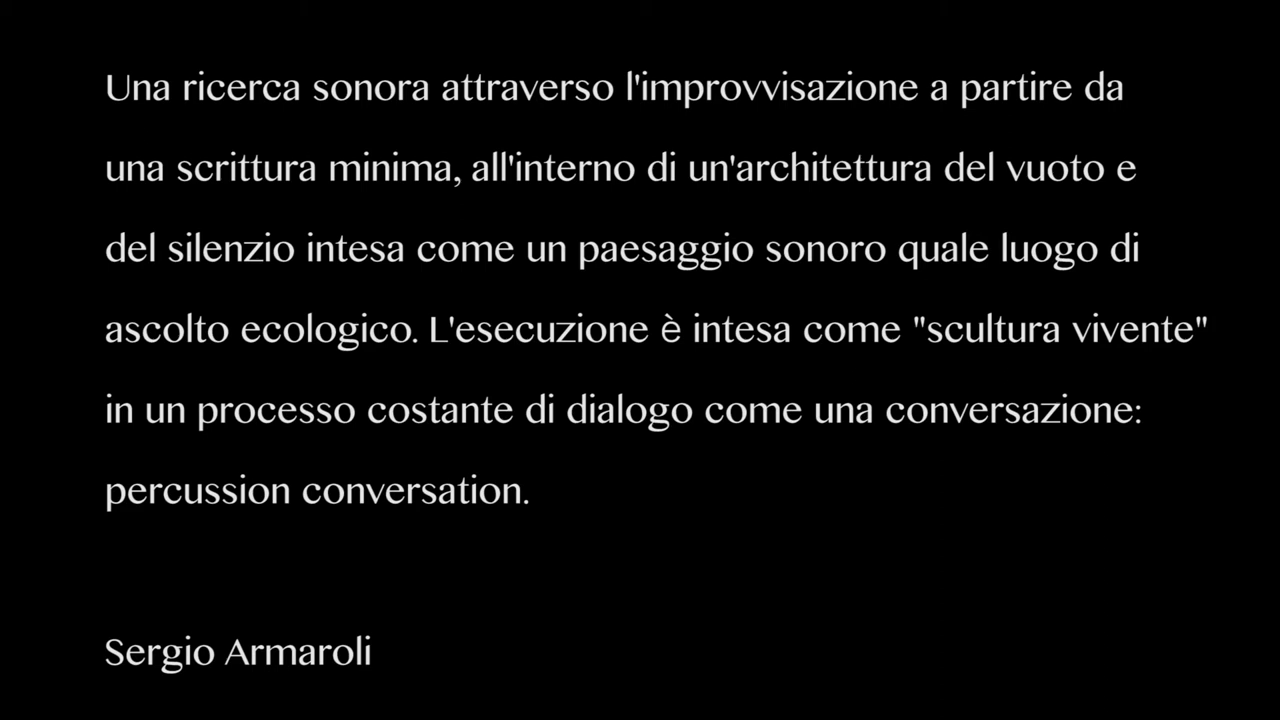 Una ricerca sonora attraverso l'improvvisazione a partire da
una scrittura minima, all'interno di un'architettura del vuoto e
del silenzio intesa come un paesaggio sonoro quale luogo di
ascolto ecologico. L'esecuzione è intesa come "scultura vivente"
in un processo costante di dialogo come una conversazione:
percussion conversation.
Sergio Armaroli